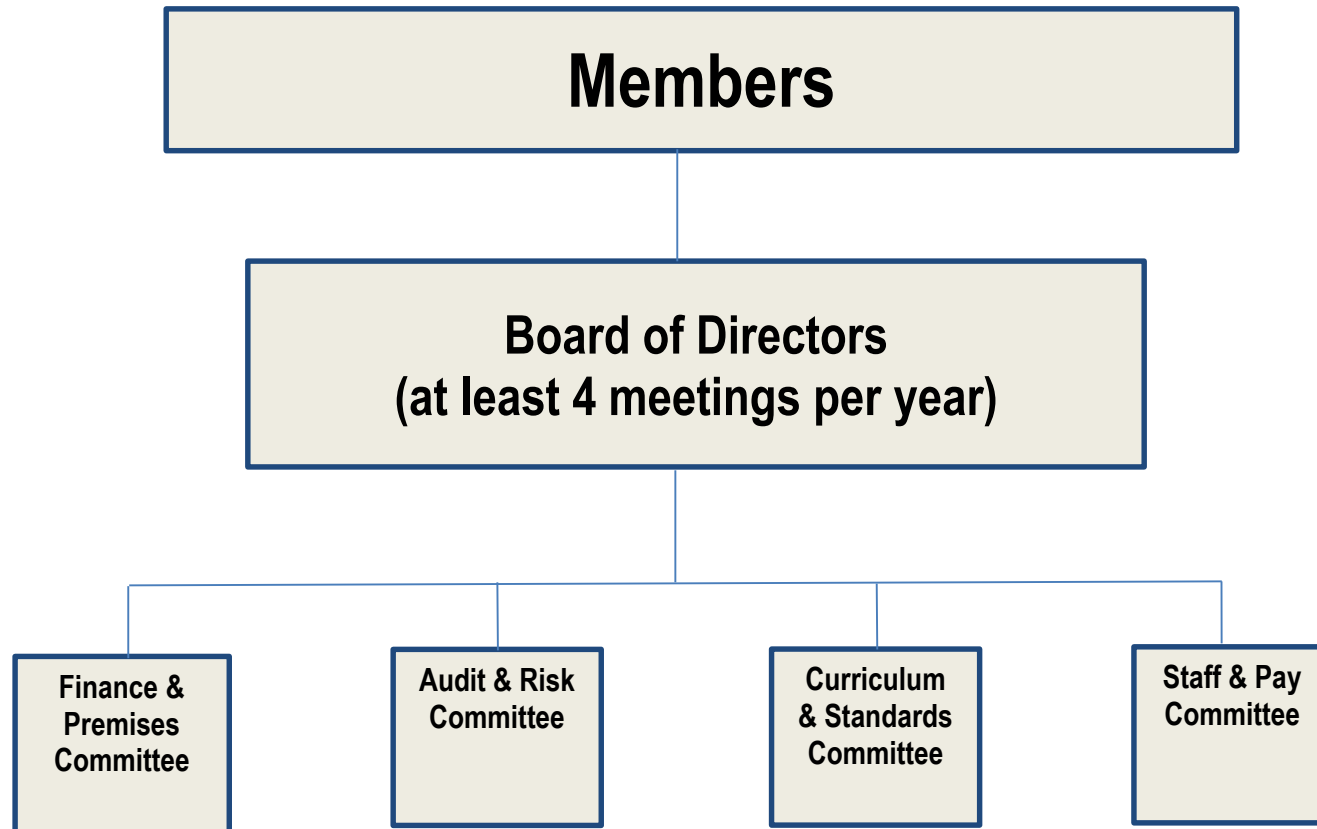 Members
Board of Directors
(at least 4 meetings per year)
Finance &
Premises
Committee
Audit & Risk
Committee
Curriculum
& Standards
Committee
Staff & Pay
Committee